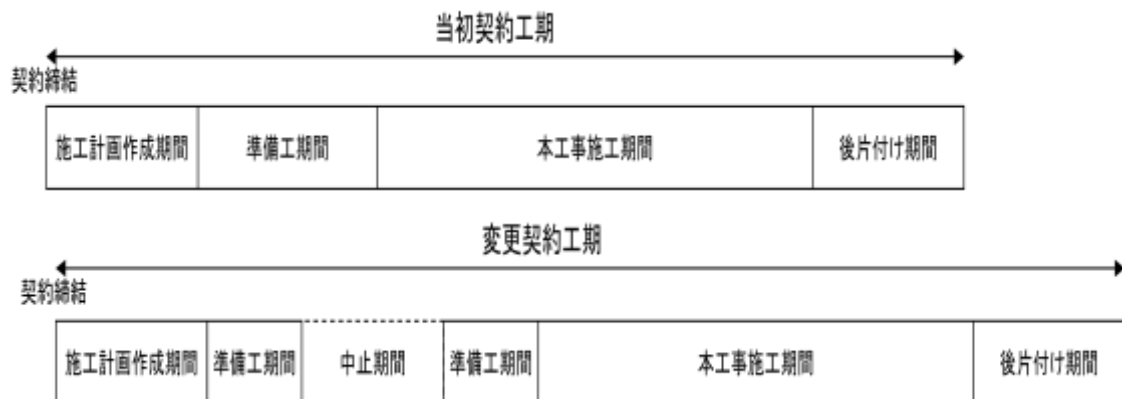 当初契約工期
契約締結
施工計画作成期間 準備工期間 本工事施工期間 後片付け期間
変更契約工期
契約締結
施工計画作成期間 準備工期間 中止期間 準備工期間 本工事施工期間 後片付け期間